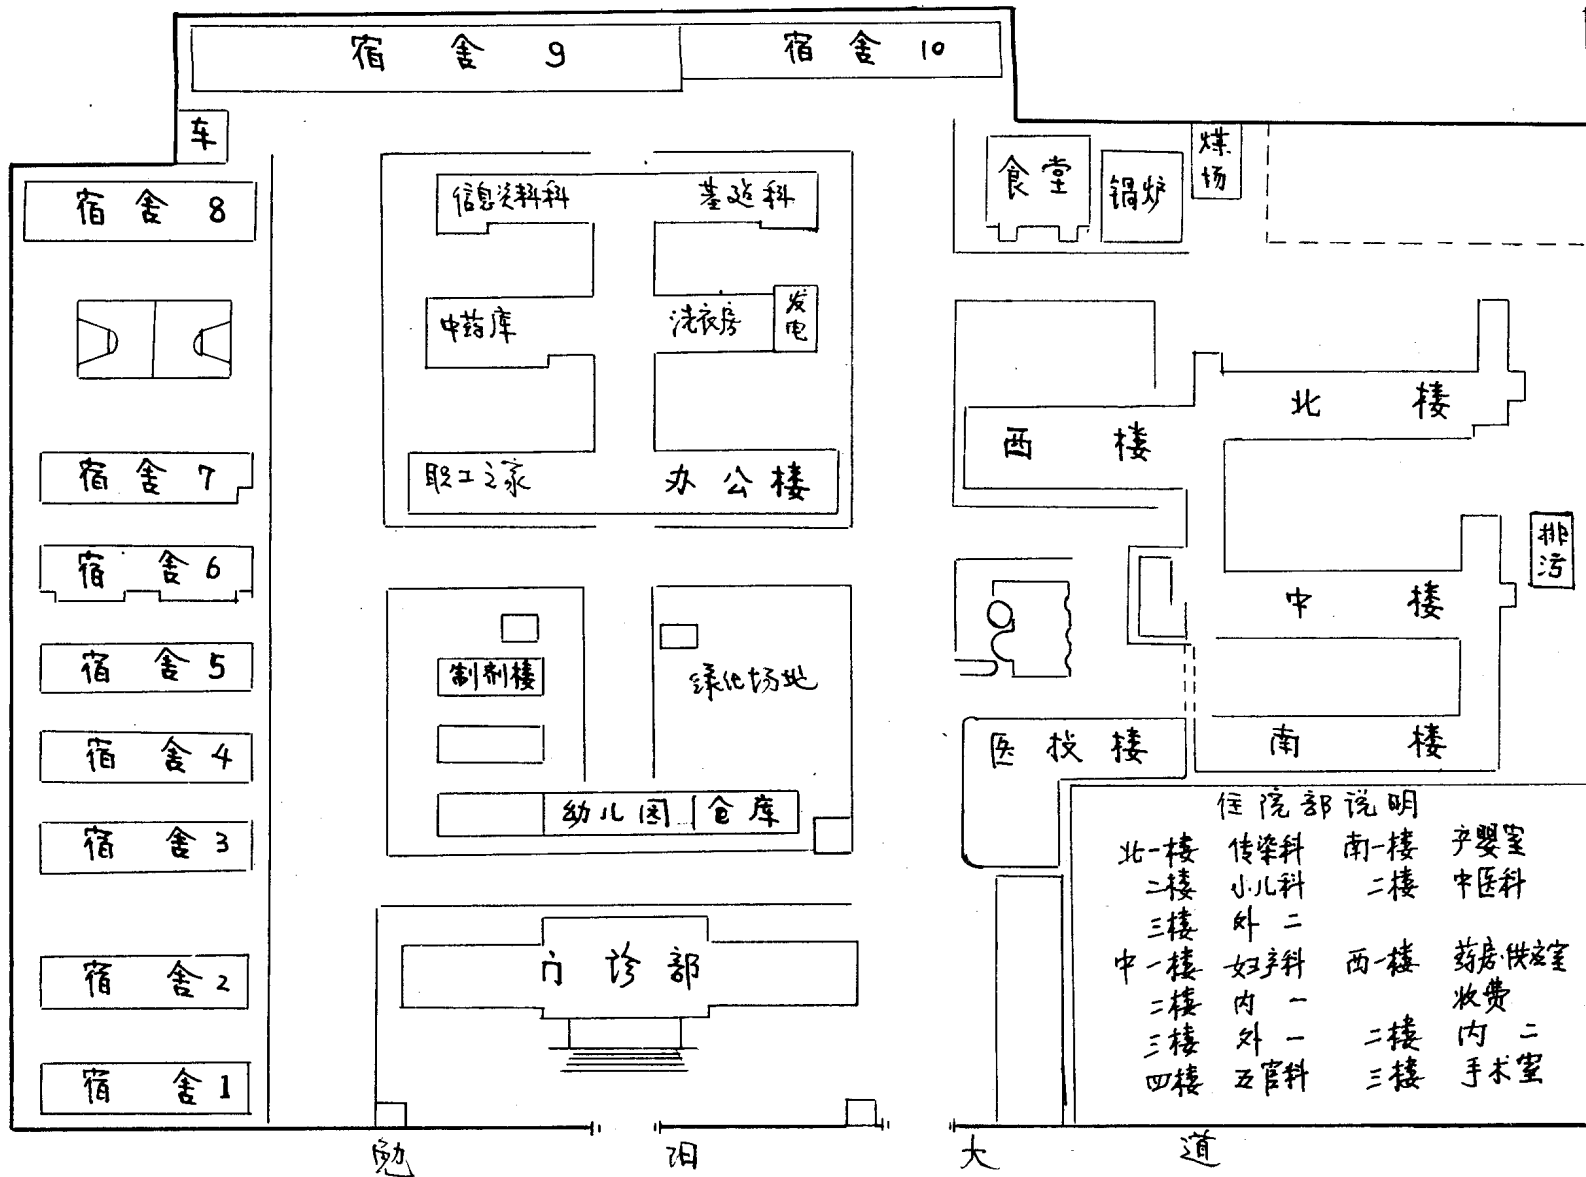 宿舍9
宿舍10
车
宿舍8
信息资料科
基建科
食堂
锅炉
煤场
中药库
洗衣房
发电
北楼
西楼
宿舍7
职工之家
办公楼
排污
宿舍6
中楼
宿舍5
制剂楼
绿化场地
宿舍4
医技楼
南楼
宿舍3
幼儿园
仓库
住院部说明
北一楼 传染科 南一楼 产婴室
二楼 小儿科 二楼 中医科
三楼 外二
中一楼 妇产科 西一楼 药房·供应室
二楼 内一 收费
三楼 外一 二楼 内二
四楼 五官科 三楼 手术室
宿舍2
门诊部
宿舍1
勉阳大道